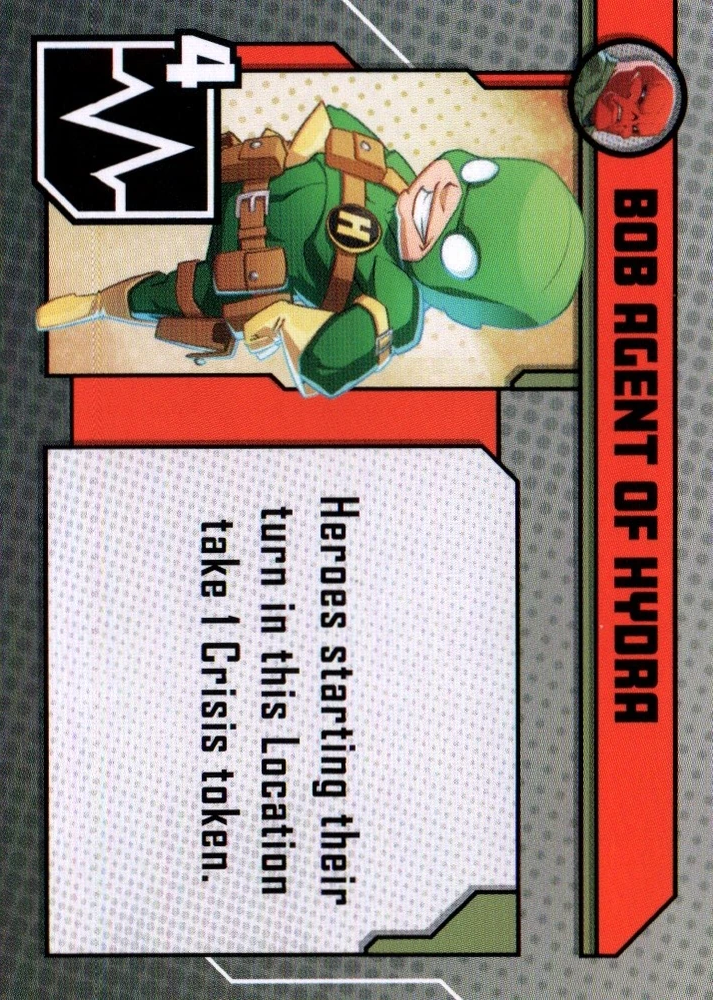 BOB AGENT OF HYDRA
4
H
Heroes starting their
turn in this Location
take 1 Crisis token.